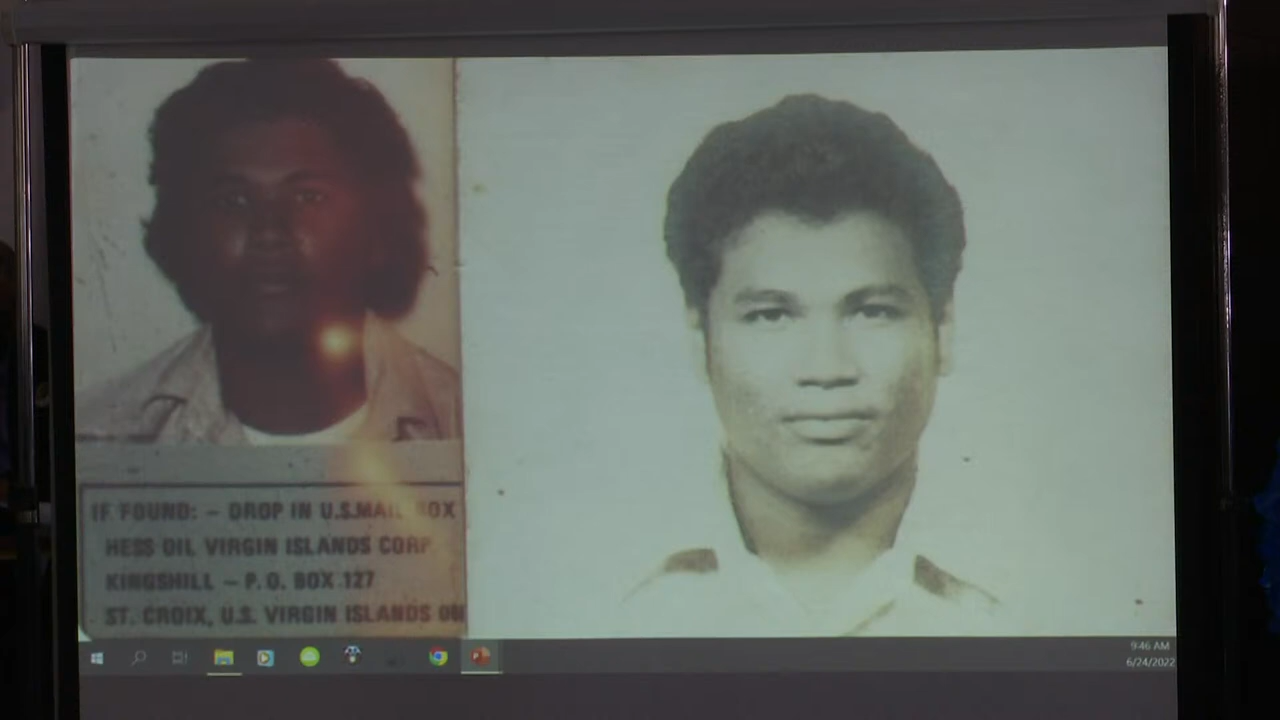 IF FOUND: – DROP IN U.S. MAIL BOX
HESS OIL VIRGIN ISLANDS CORP.
KINGSHILL – P. O. BOX 127
ST. CROIX, U.S. VIRGIN ISLANDS
9:46 AM
6/24/2022